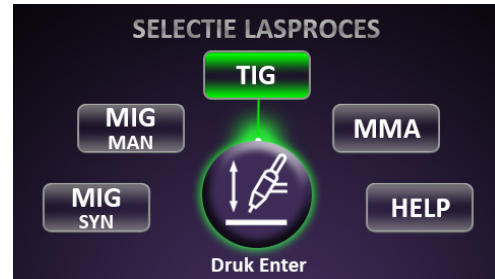 SELECTIE LASPROCES
TIG
MIG
MAN
MMA
MIG
SYN
HELP
Druk Enter